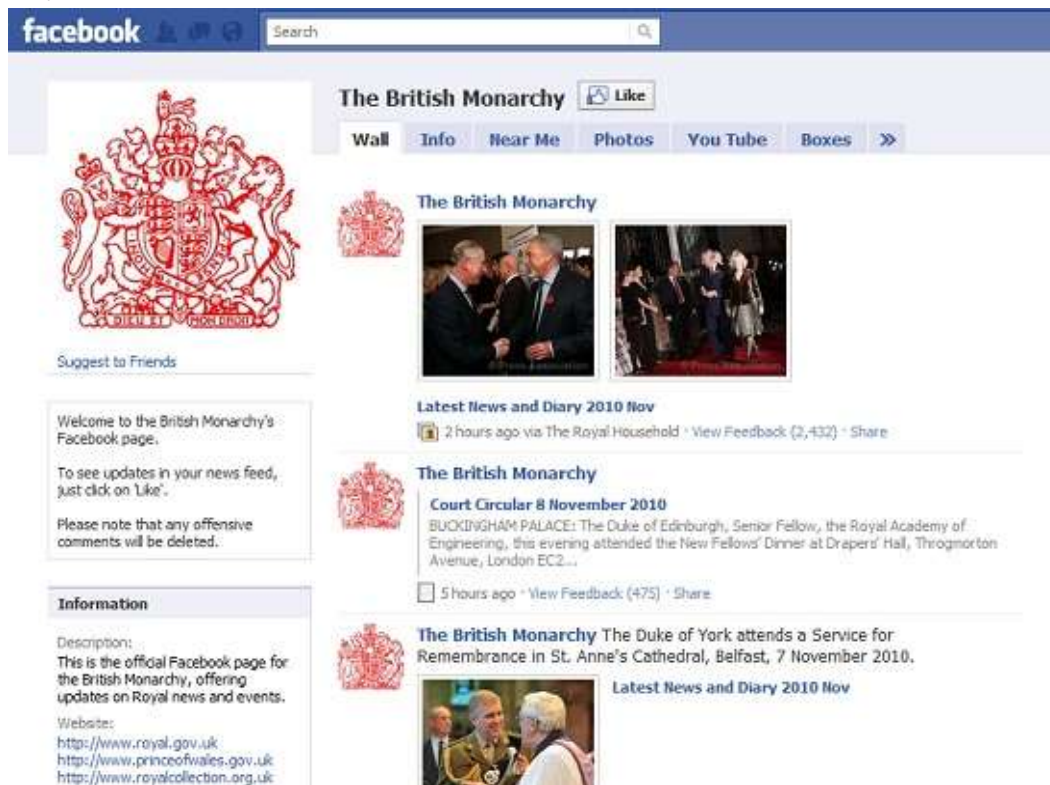 facebook
Search
The British Monarchy
Like
Wall Info Near Me Photos You Tube Boxes »
DIEU ET MON DROIT
Suggest to Friends
Welcome to the British Monarchy's
Facebook page.
To see updates in your news feed,
just click on 'Like'.
Please note that any offensive
comments will be deleted.
Information
Description:
This is the official Facebook page for
the British Monarchy, offering
updates on Royal news and events.
Website:
http://www.royal.gov.uk
http://www.princeofwales.gov.uk
http://www.royalcollection.org.uk
The British Monarchy
© Press Association
© Press Association
Latest News and Diary 2010 Nov
2 hours ago via The Royal Household · View Feedback (2,432) · Share
The British Monarchy
Court Circular 8 November 2010
BUCKINGHAM PALACE: The Duke of Edinburgh, Senior Fellow, the Royal Academy of
Engineering, this evening attended the New Fellows' Dinner at Drapers' Hall, Throgmorton
Avenue, London EC2...
5 hours ago · View Feedback (475) · Share
The British Monarchy The Duke of York attends a Service for
Remembrance in St. Anne's Cathedral, Belfast, 7 November 2010.
Latest News and Diary 2010 Nov